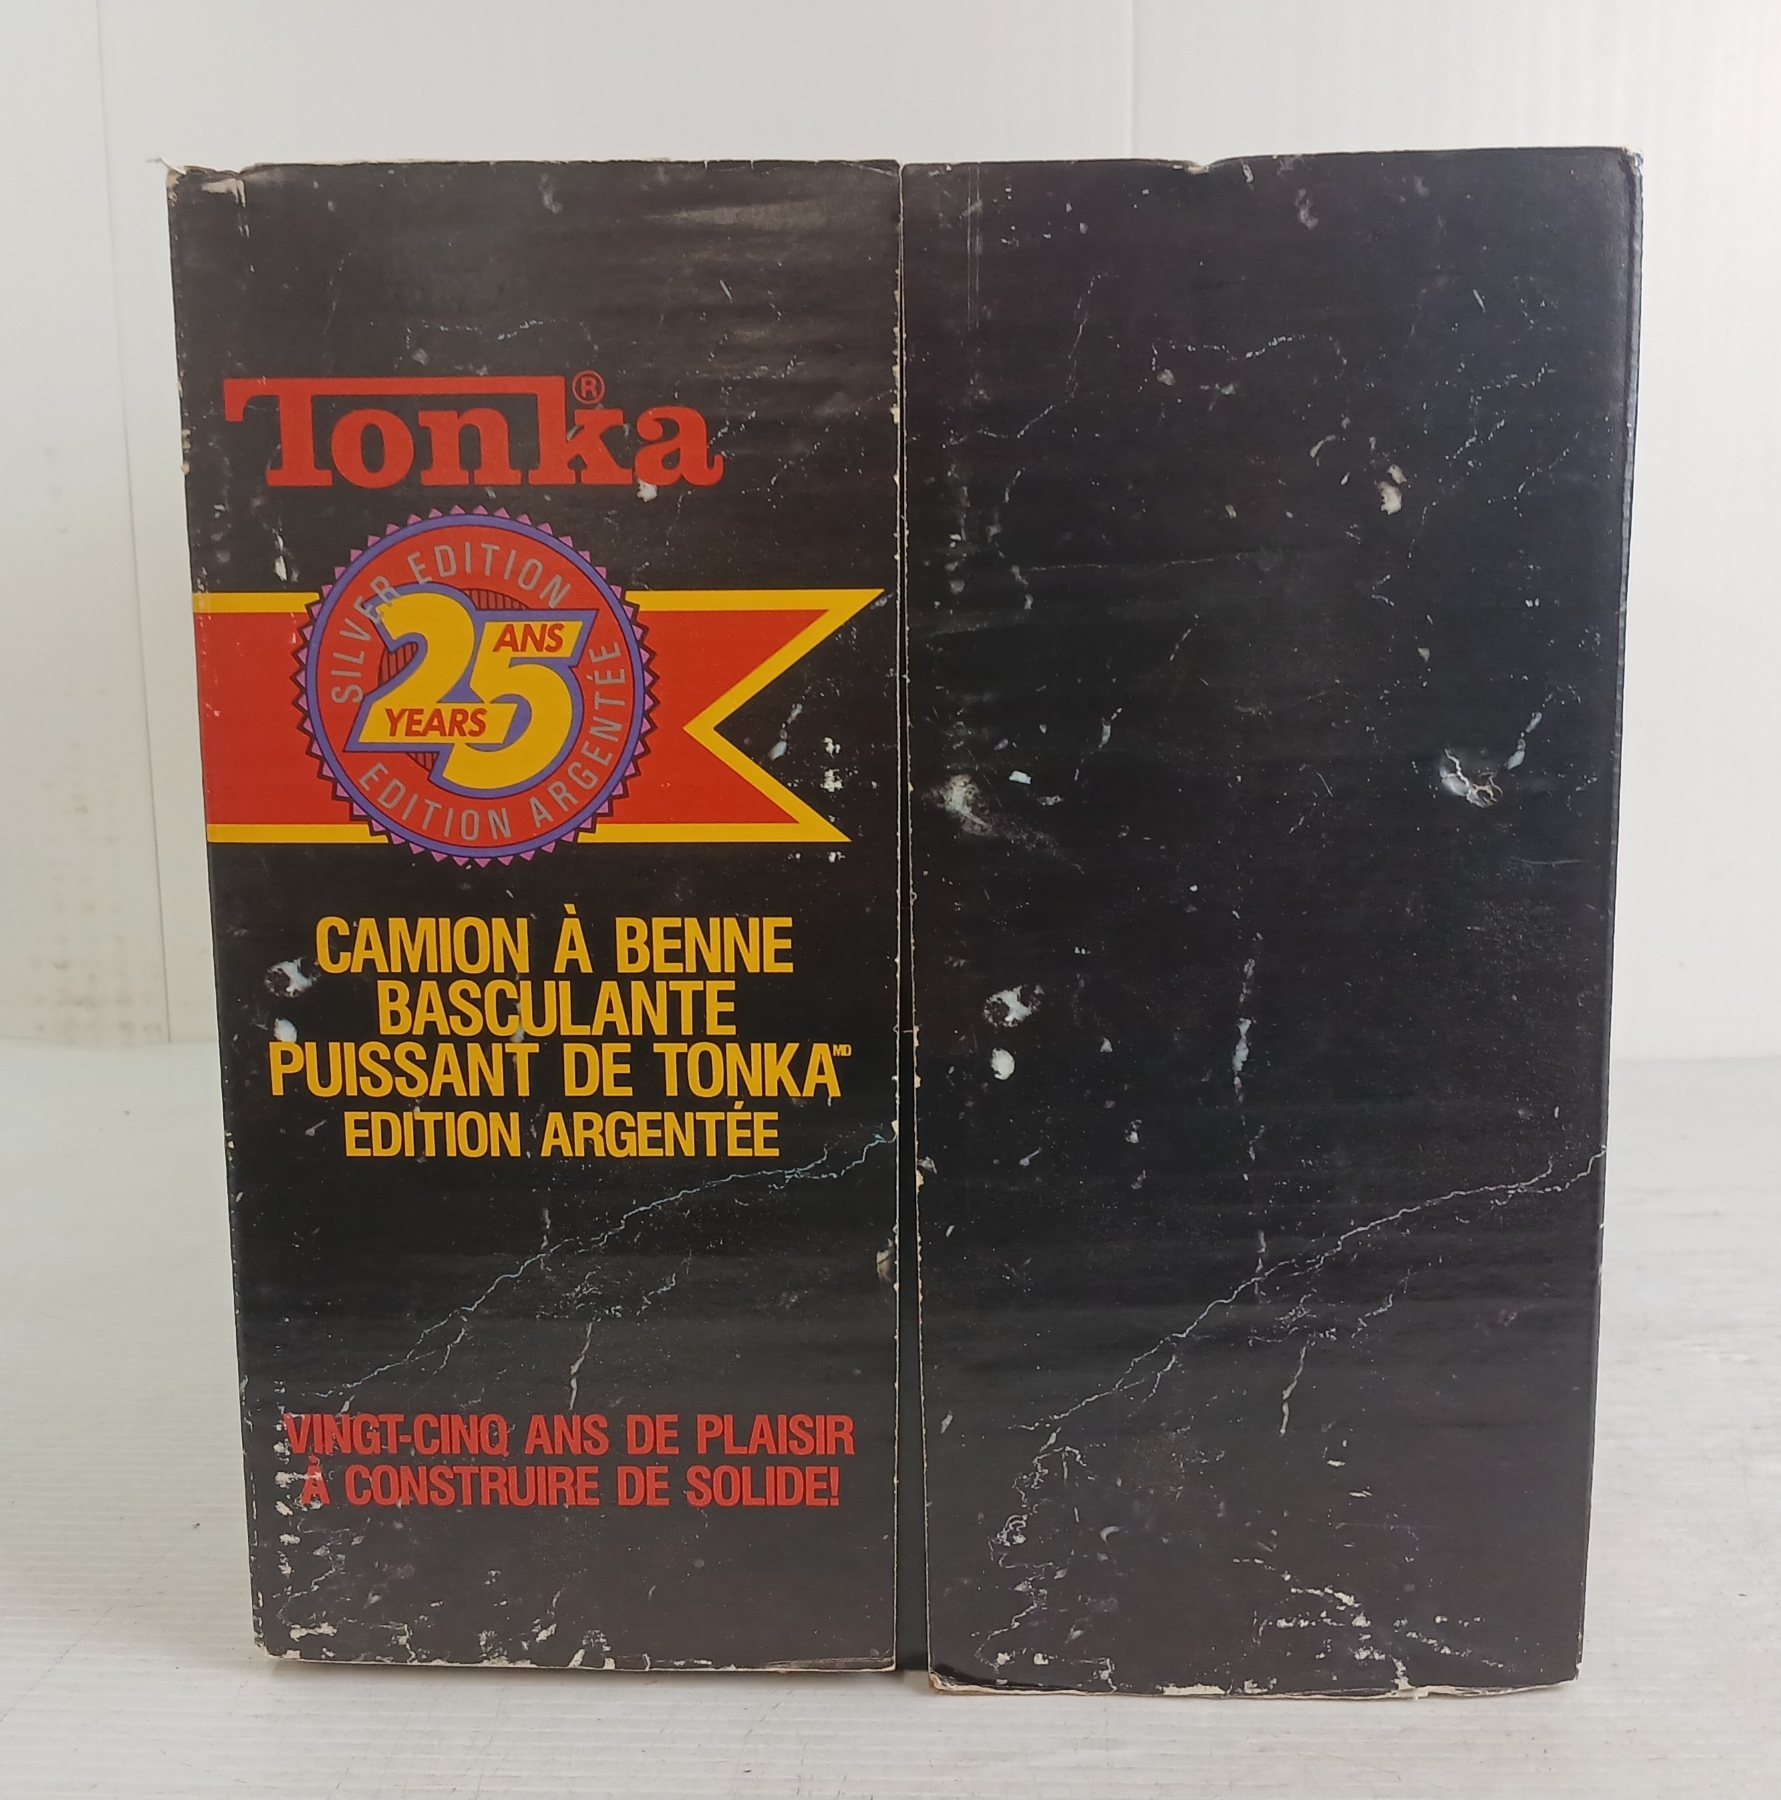 Tonka®
SILVER EDITION
25
ANS
YEARS
EDITION ARGENTÉE
CAMION À BENNE
BASCULANTE
PUISSANT DE TONKA MD
EDITION ARGENTÉE
VINGT-CINQ ANS DE PLAISIR
À CONSTRUIRE DE SOLIDE!